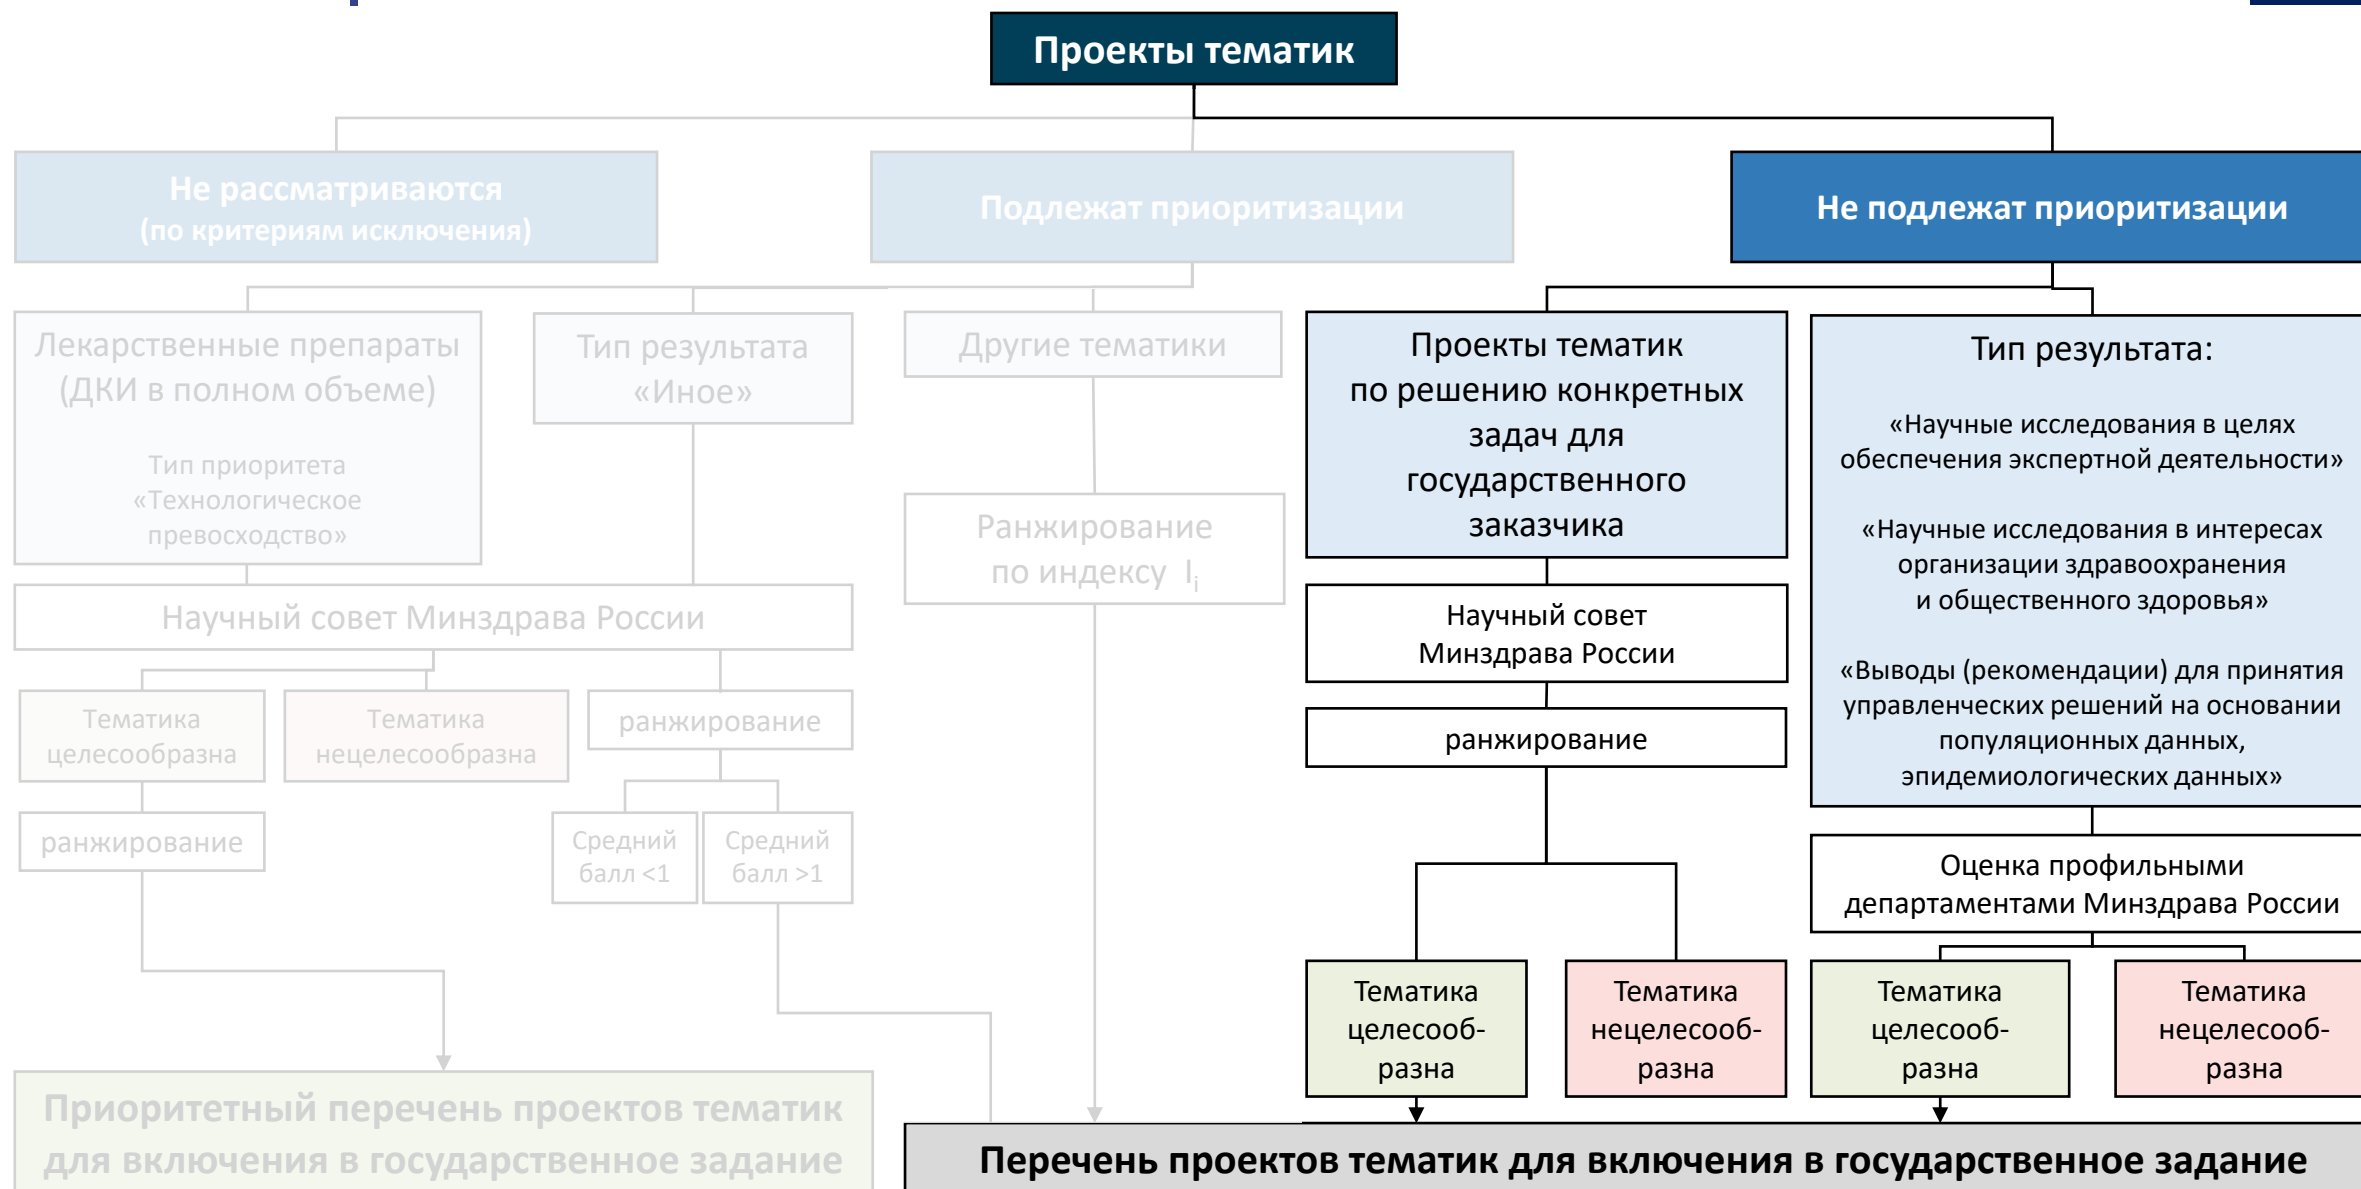 Проекты тематик
Не рассматриваются
(по критериям исключения)
Подлежат приоритизации
Не подлежат приоритизации
Лекарственные препараты
(ДКИ в полном объеме)
Тип приоритета
«Технологическое
превосходство»
Тип результата
«Иное»
Другие тематики
Ранжирование
по индексу Ii
Научный совет Минздрава России
Тематика
целесообразна
Тематика
нецелесообразна
ранжирование
ранжирование
Средний
балл <1
Средний
балл >1
Проекты тематик
по решению конкретных
задач для
государственного
заказчика
Научный совет
Минздрава России
ранжирование
Тематика
целесооб-
разна
Тематика
нецелесооб-
разна
Тип результата:
«Научные исследования в целях
обеспечения экспертной деятельности»
«Научные исследования в интересах
организации здравоохранения
и общественного здоровья»
«Выводы (рекомендации) для принятия
управленческих решений на основании
популяционных данных,
эпидемиологических данных»
Оценка профильными
департаментами Минздрава России
Тематика
целесооб-
разна
Тематика
нецелесооб-
разна
Приоритетный перечень проектов тематик
для включения в государственное задание
Перечень проектов тематик для включения в государственное задание